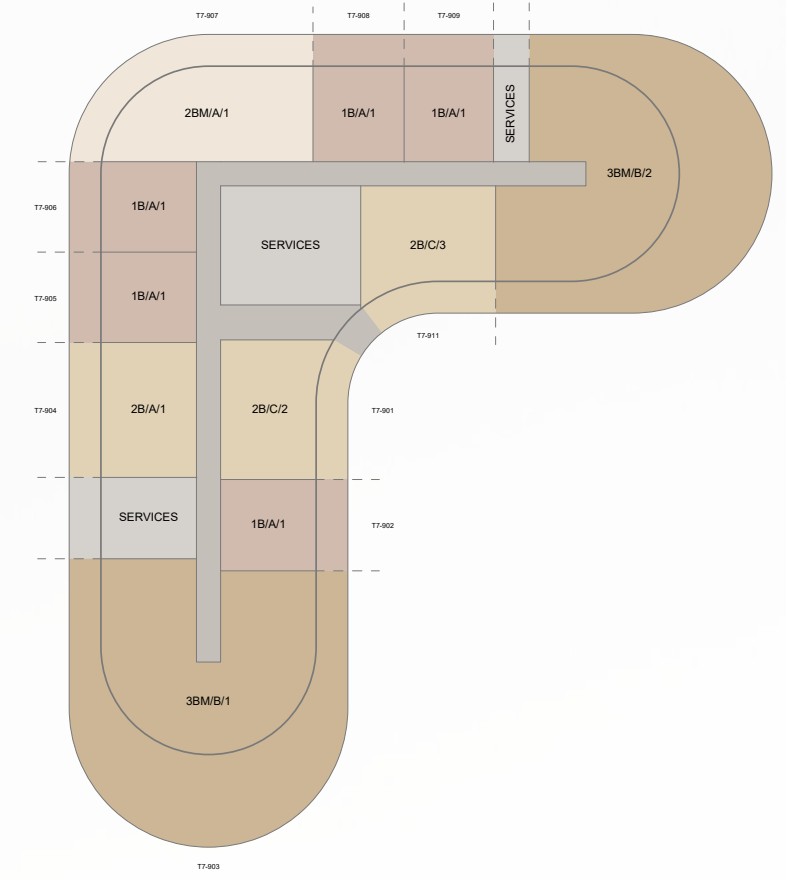 T7-907
T7-908
T7-909
2BM/A/1
1B/A/1
1B/A/1
SERVICES
3BM/B/2
T7-906
1B/A/1
SERVICES
2B/C/3
T7-905
1B/A/1
T7-911
T7-904
2B/A/1
2B/C/2
T7-901
SERVICES
1B/A/1
T7-902
3BM/B/1
T7-903